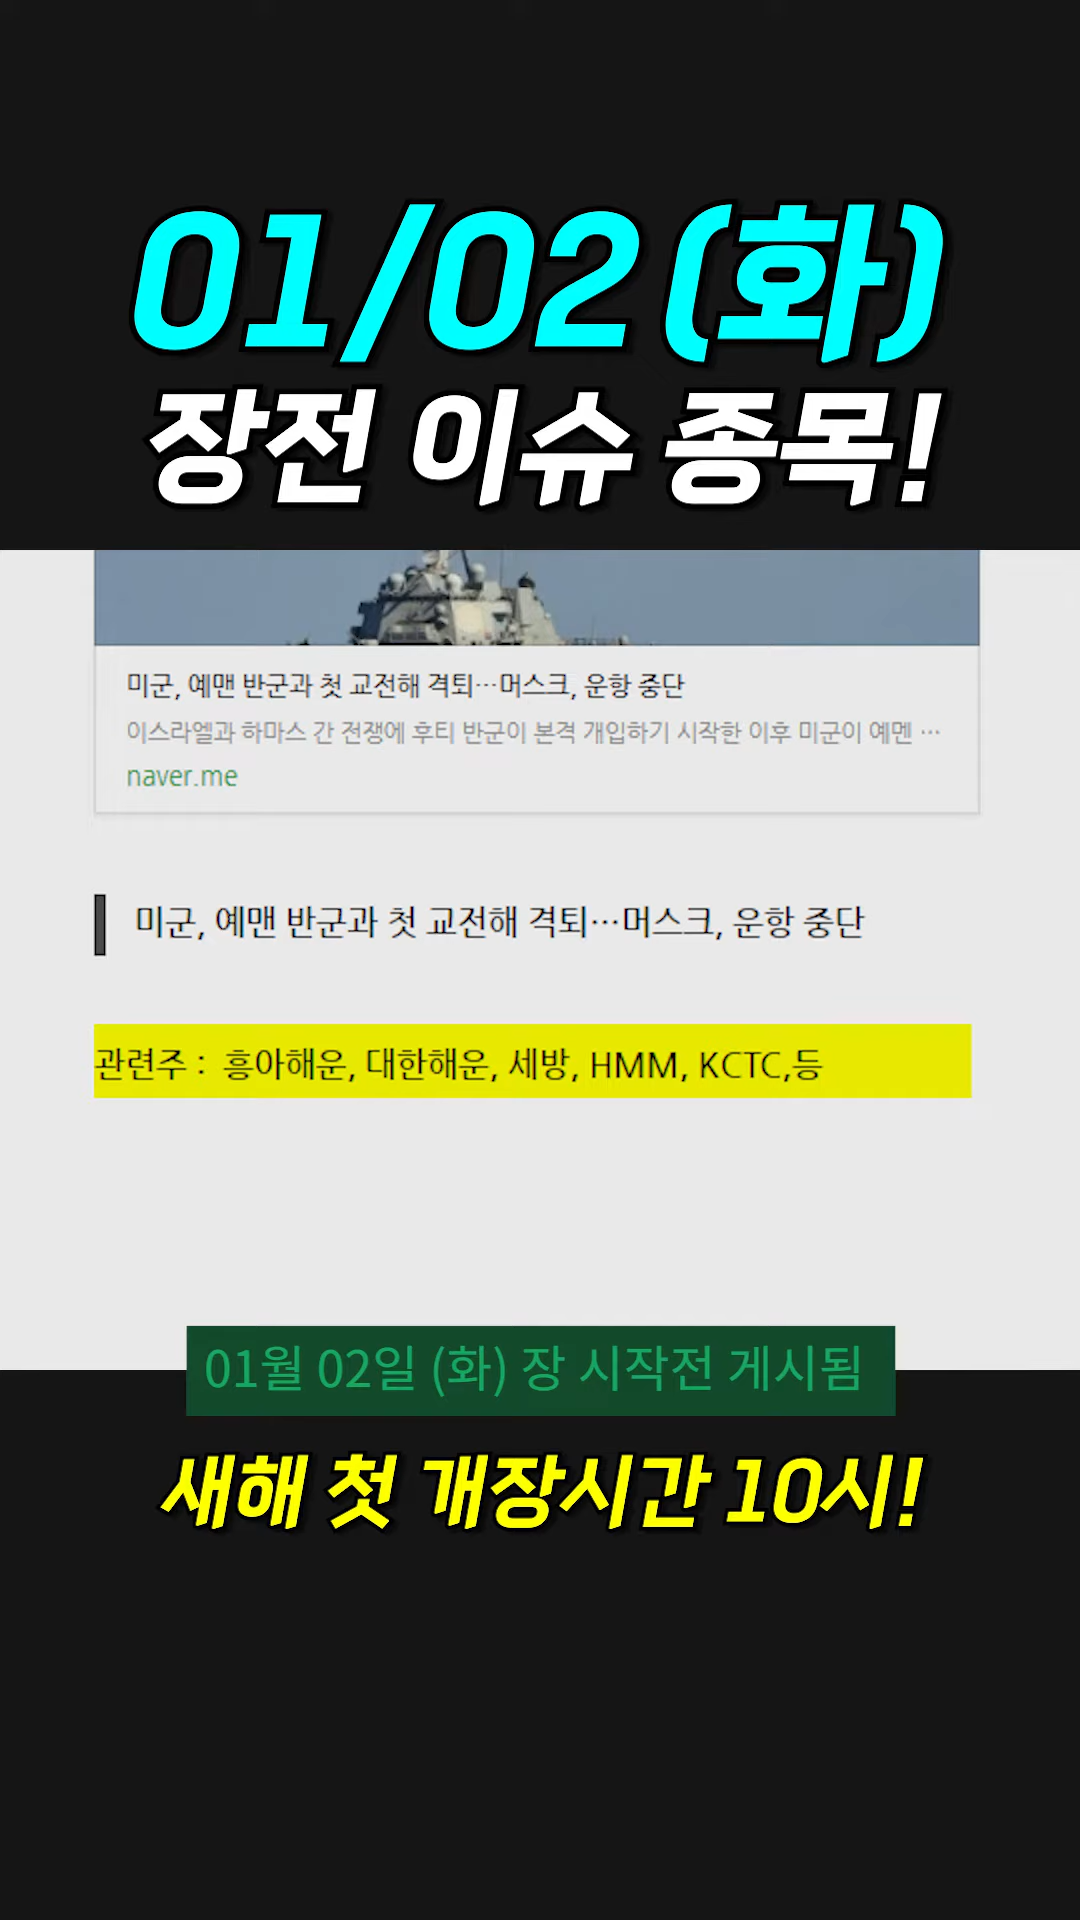 01/02(화)
장전 이슈 종목!
미군, 예맨 반군과 첫 교전해 격퇴…머스크, 운항 중단
이스라엘과 하마스 간 전쟁에 후티 반군이 본격 개입하기 시작한 이후 미군이 예멘 …
naver.me
미군, 예맨 반군과 첫 교전해 격퇴…머스크, 운항 중단
관련주 : 흥아해운, 대한해운, 세방, HMM, KCTC,등
01월 02일 (화) 장 시작전 게시됨
새해 첫 개장시간 10시!